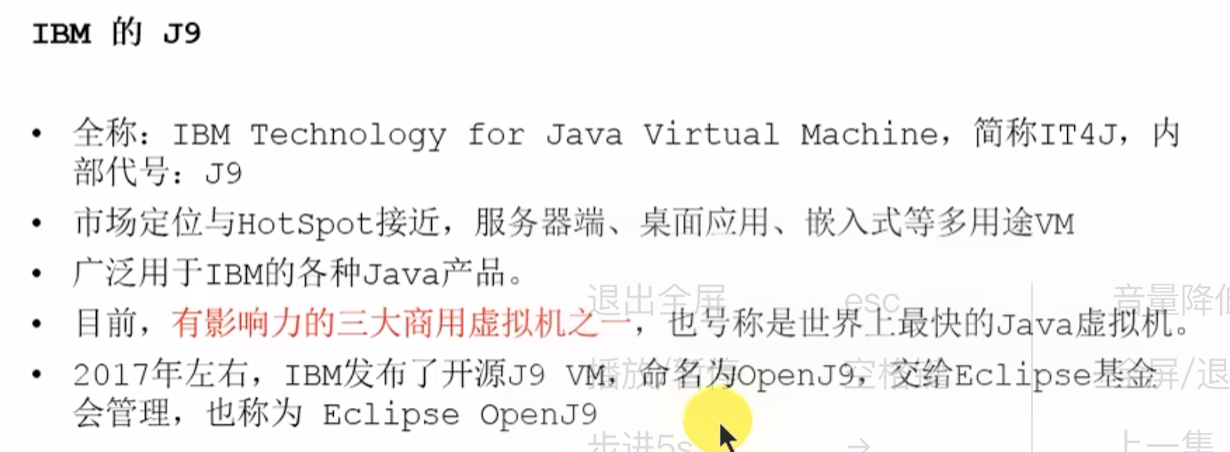 IBM 的 J9
• 全称：IBM Technology for Java Virtual Machine，简称IT4J，内
部代号：J9
• 市场定位与HotSpot接近，服务器端、桌面应用、嵌入式等多用途VM
• 广泛用于IBM的各种Java产品。
退出全屏 esc 音量降低
• 目前，有影响力的三大商用虚拟机之一，也号称是世界上最快的Java虚拟机。
• 2017年左右，IBM发布了开源J9 VM，命名为OpenJ9，交给Eclipse基金
播放/ 空格 全屏/退
会管理，也称为 Eclipse OpenJ9
步进5s → 上一集